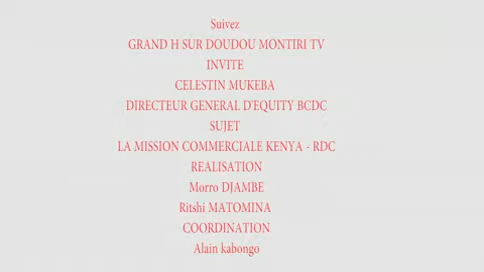 Suivez
GRAND H SUR DOUDOU MONTIRI TV
INVITE
CELESTIN MUKEBA
DIRECTEUR GENERAL D'EQUITY BCDC
SUJET
LA MISSION COMMERCIALE KENYA - RDC
REALISATION
Morro DJAMBE
Ritshi MATOMINA
COORDINATION
Alain kabongo